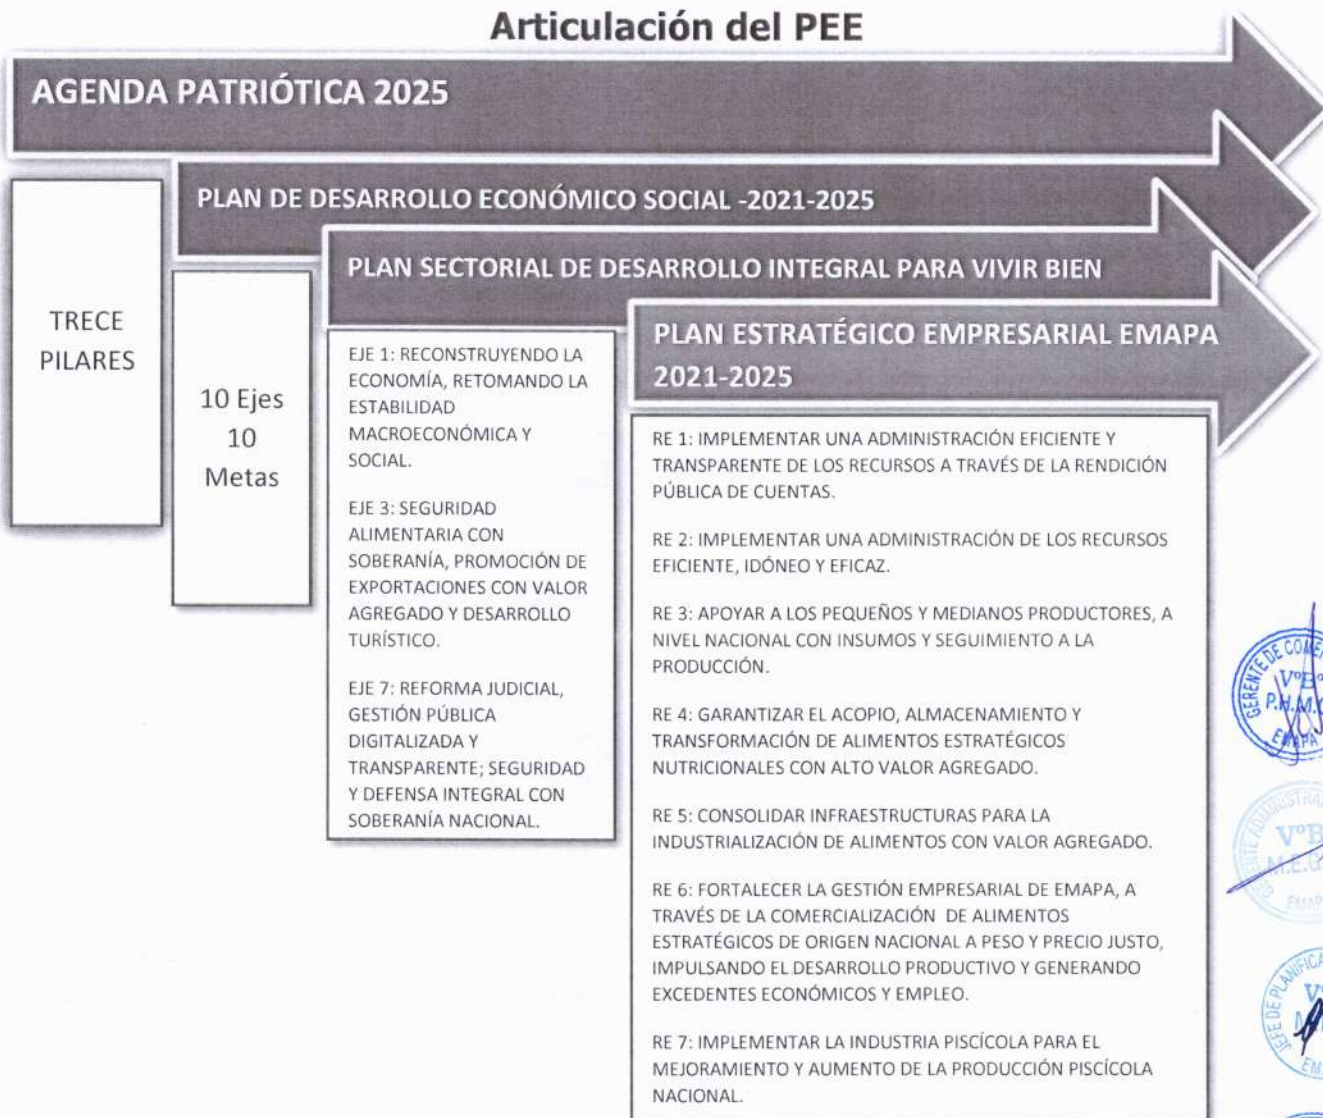 Articulación del PEE
AGENDA PATRIÓTICA 2025
PLAN DE DESARROLLO ECONÓMICO SOCIAL -2021-2025
PLAN SECTORIAL DE DESARROLLO INTEGRAL PARA VIVIR BIEN
PLAN ESTRATÉGICO EMPRESARIAL EMAPA
2021-2025
TRECE
PILARES
10 Ejes
10
Metas
EJE 1: RECONSTRUYENDO LA
ECONOMÍA, RETOMANDO LA
ESTABILIDAD
MACROECONÓMICA Y
SOCIAL.
EJE 3: SEGURIDAD
ALIMENTARIA CON
SOBERANÍA, PROMOCIÓN DE
EXPORTACIONES CON VALOR
AGREGADO Y DESARROLLO
TURÍSTICO.
EJE 7: REFORMA JUDICIAL,
GESTIÓN PÚBLICA
DIGITALIZADA Y
TRANSPARENTE; SEGURIDAD
Y DEFENSA INTEGRAL CON
SOBERANÍA NACIONAL.
RE 1: IMPLEMENTAR UNA ADMINISTRACIÓN EFICIENTE Y
TRANSPARENTE DE LOS RECURSOS A TRAVÉS DE LA RENDICIÓN
PÚBLICA DE CUENTAS.
RE 2: IMPLEMENTAR UNA ADMINISTRACIÓN DE LOS RECURSOS
EFICIENTE, IDÓNEO Y EFICAZ.
RE 3: APOYAR A LOS PEQUEÑOS Y MEDIANOS PRODUCTORES, A
NIVEL NACIONAL CON INSUMOS Y SEGUIMIENTO A LA
PRODUCCIÓN.
RE 4: GARANTIZAR EL ACOPIO, ALMACENAMIENTO Y
TRANSFORMACIÓN DE ALIMENTOS ESTRATÉGICOS
NUTRICIONALES CON ALTO VALOR AGREGADO.
RE 5: CONSOLIDAR INFRAESTRUCTURAS PARA LA
INDUSTRIALIZACIÓN DE ALIMENTOS CON VALOR AGREGADO.
RE 6: FORTALECER LA GESTIÓN EMPRESARIAL DE EMAPA, A
TRAVÉS DE LA COMERCIALIZACIÓN DE ALIMENTOS
ESTRATÉGICOS DE ORIGEN NACIONAL A PESO Y PRECIO JUSTO,
IMPULSANDO EL DESARROLLO PRODUCTIVO Y GENERANDO
EXCEDENTES ECONÓMICOS Y EMPLEO.
RE 7: IMPLEMENTAR LA INDUSTRIA PISCÍCOLA PARA EL
MEJORAMIENTO Y AUMENTO DE LA PRODUCCIÓN PISCÍCOLA
NACIONAL.
GERENTE DE
VºBº
EMAPA
VºB
JEFE DE